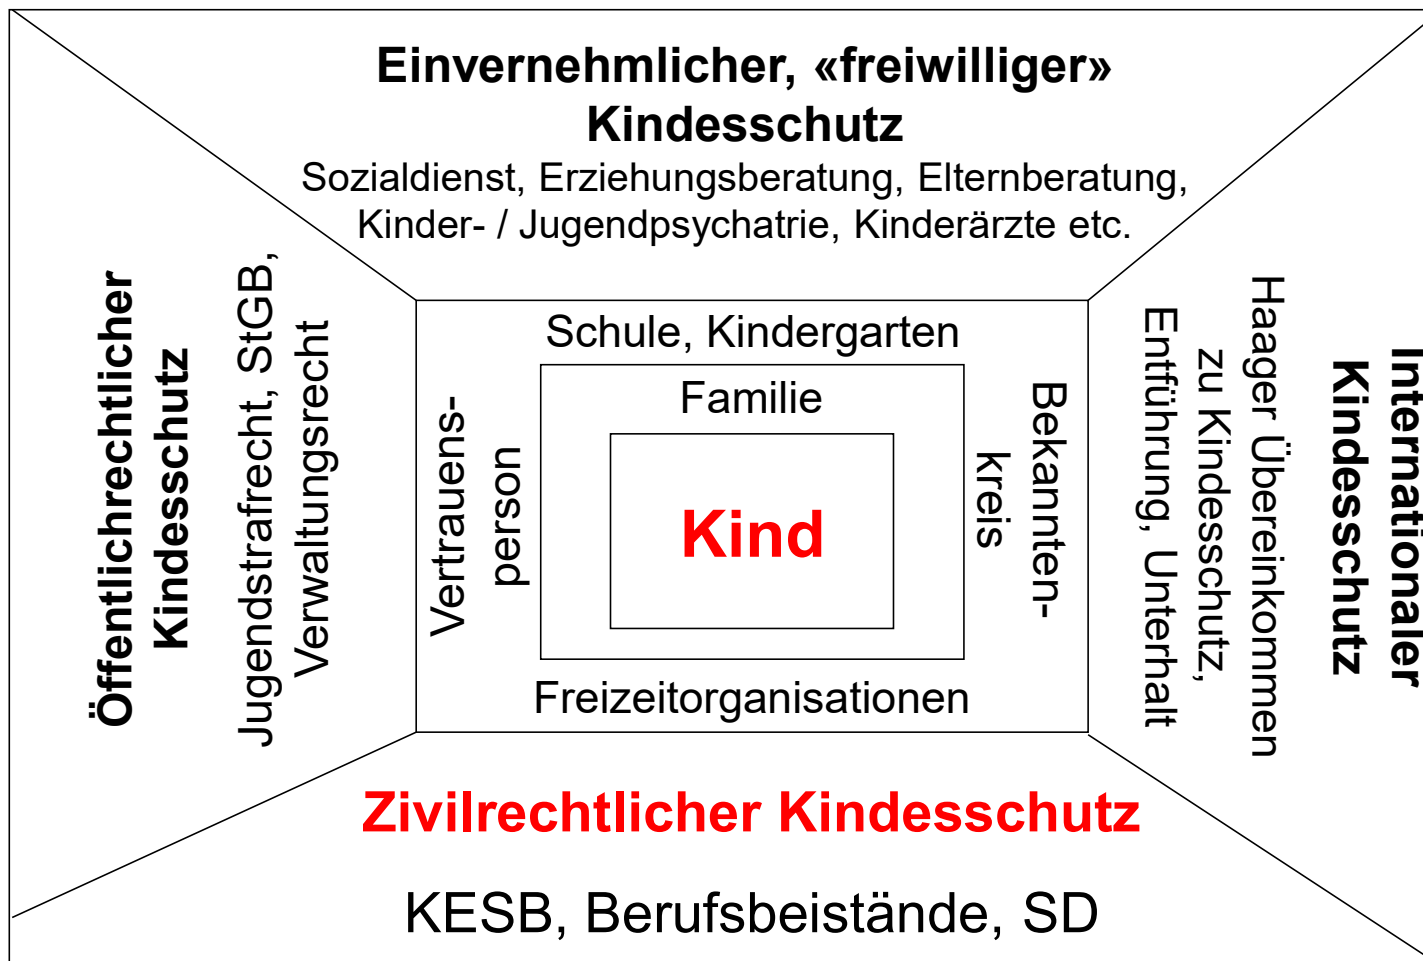 Einvernehmlicher, «freiwilliger»
Kindesschutz
Sozialdienst, Erziehungsberatung, Elternberatung,
Kinder- / Jugendpsychatrie, Kinderärzte etc.
Öffentlichrechtlicher
Kindesschutz
Jugendstrafrecht, StGB,
Verwaltungsrecht
Schule, Kindergarten
Vertrauens-
person
Familie
Kind
Bekannten-
kreis
Freizeitorganisationen
Internationaler
Kindesschutz
Haager Übereinkommen
zu Kindesschutz,
Entführung, Unterhalt
Zivilrechtlicher Kindesschutz
KESB, Berufsbeistände, SD